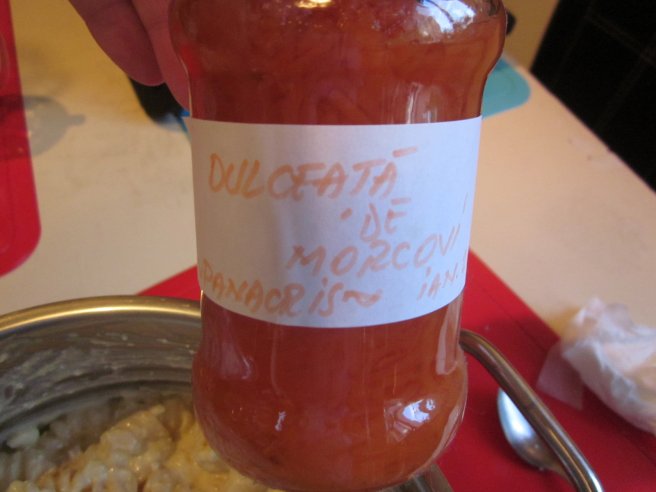 DULCEAȚĂ
DE
MORCOVI
PANACRIS~ IAN.